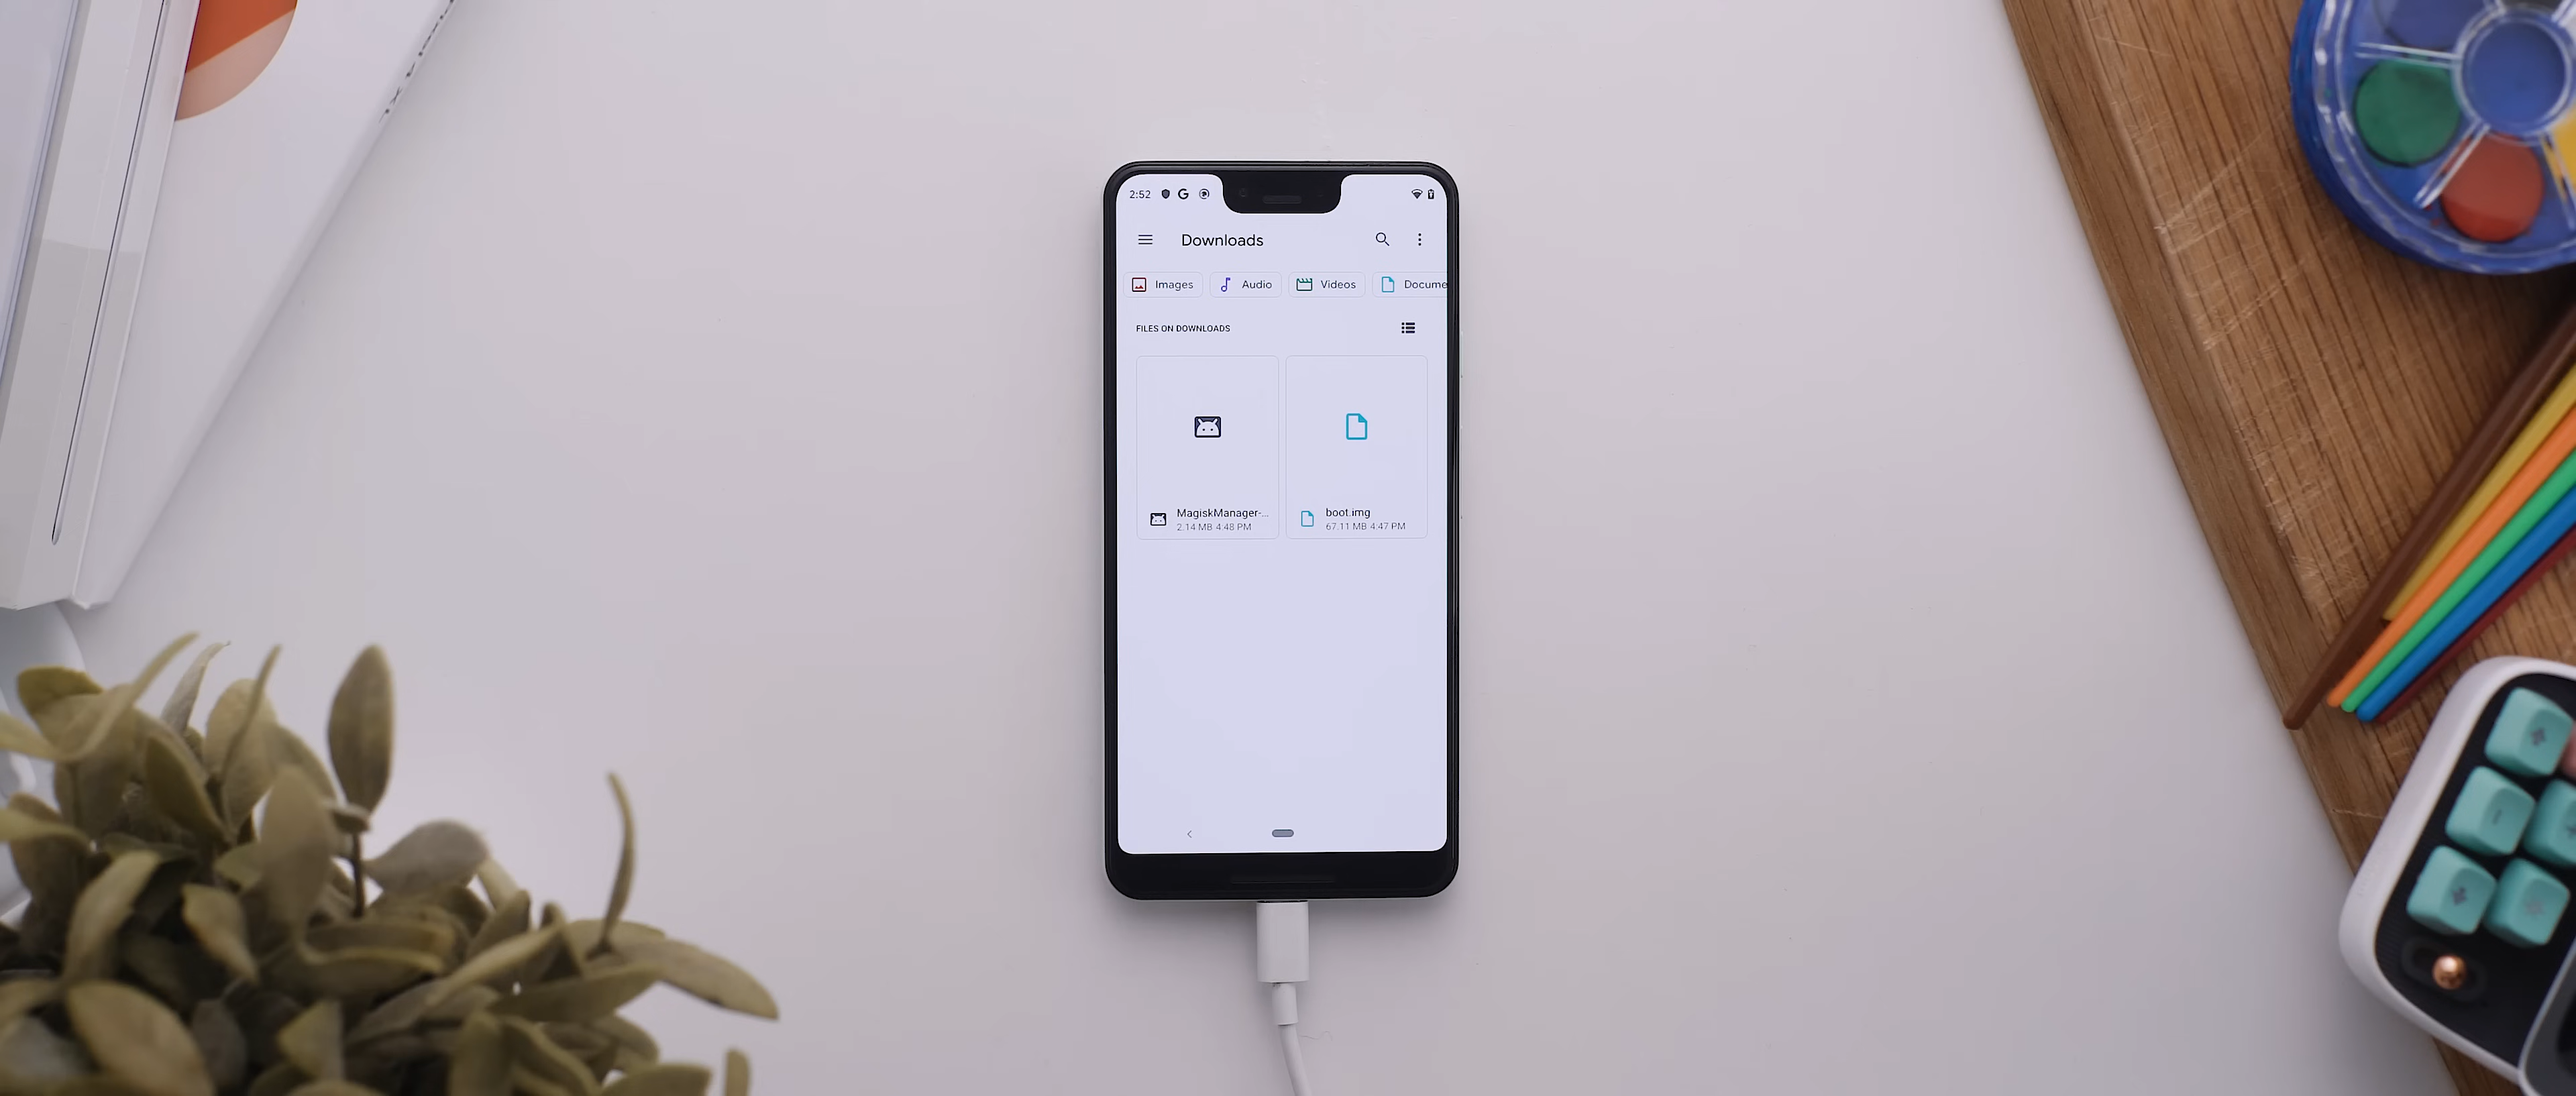 2:52
Downloads
Images Audio Videos Docume
FILES ON DOWNLOADS
MagiskManager-... boot.img
2.14 MB 4:48 PM 67.11 MB 4:47 PM